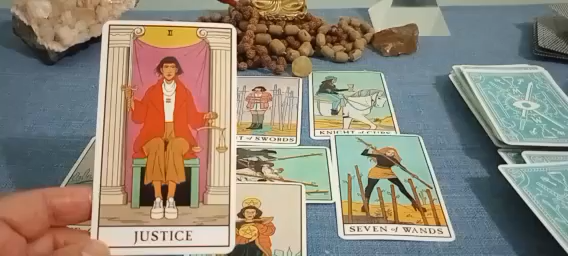 JUSTICE
T of SWORDS
KNIGHT of CUPS
SEVEN of WANDS